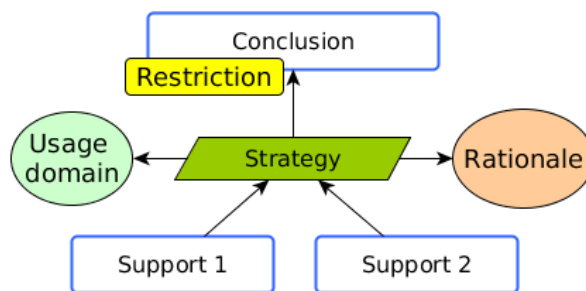 Conclusion
Restriction
Usage
domain
Strategy
Rationale
Support 1
Support 2